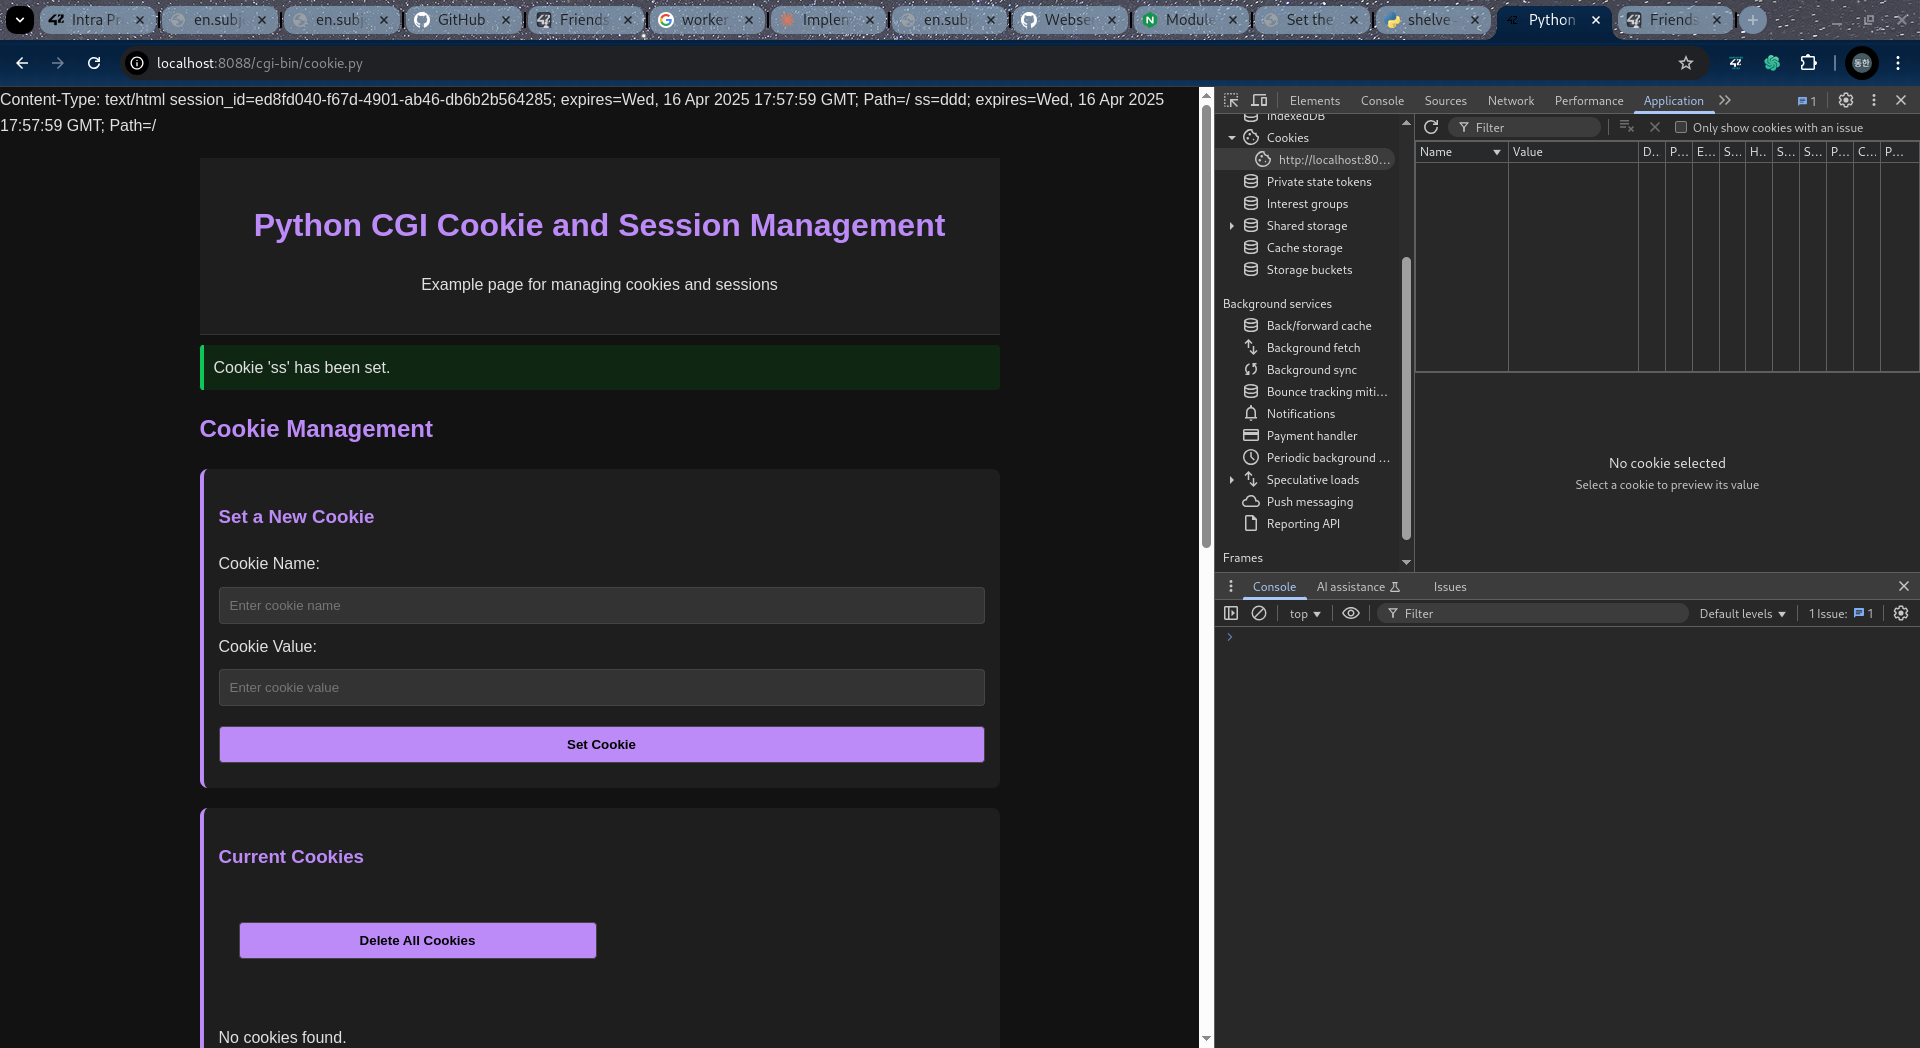 Intra Pr
en.subj
en.subj
GitHub
Friends
worker
Implem
en.subj
Webse
Module
Set the
shelve
Python
Friends
localhost:8088/cgi-bin/cookie.py
동한
Content-Type: text/html session_id=ed8fd040-f67d-4901-ab46-db6b2b564285; expires=Wed, 16 Apr 2025 17:57:59 GMT; Path=/ ss=ddd; expires=Wed, 16 Apr 2025
17:57:59 GMT; Path=/
Python CGI Cookie and Session Management
Example page for managing cookies and sessions
Cookie 'ss' has been set.
Cookie Management
Set a New Cookie
Cookie Name:
Enter cookie name
Cookie Value:
Enter cookie value
Set Cookie
Current Cookies
Delete All Cookies
No cookies found.
Elements Console Sources Network Performance Application 1
IndexedDB
Cookies
http://localhost:80...
Private state tokens
Interest groups
Shared storage
Cache storage
Storage buckets
Background services
Back/forward cache
Background fetch
Background sync
Bounce tracking miti...
Notifications
Payment handler
Periodic background ...
Speculative loads
Push messaging
Reporting API
Frames
Filter Only show cookies with an issue
Name Value D... P... E... S... H... S... S... P... C... P...
No cookie selected
Select a cookie to preview its value
Console AI assistance Issues
top Filter Default levels 1 Issue: 1